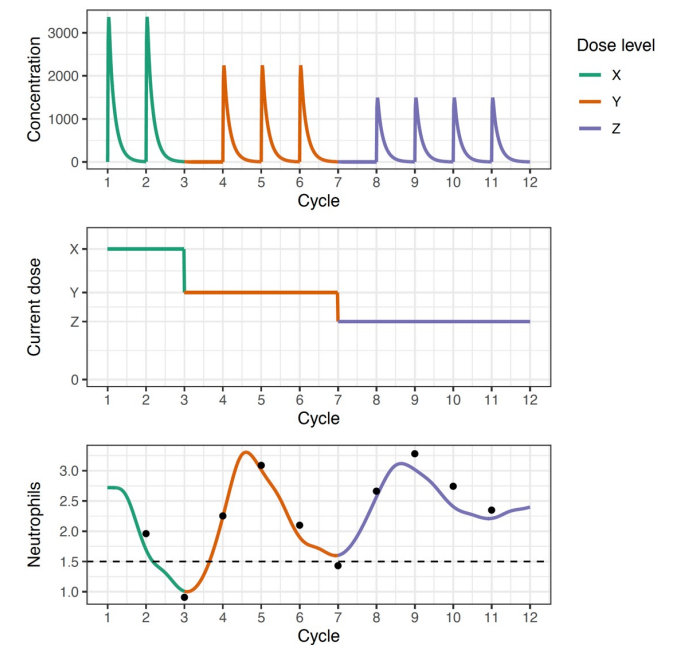 Concentration
3000
2000
1000
0
1 2 3 4 5 6 7 8 9 10 11 12
Cycle
Dose level
X
Y
Z
Current dose
X
Y
Z
0
1 2 3 4 5 6 7 8 9 10 11 12
Cycle
Neutrophils
3.0
2.5
2.0
1.5
1.0
1 2 3 4 5 6 7 8 9 10 11 12
Cycle